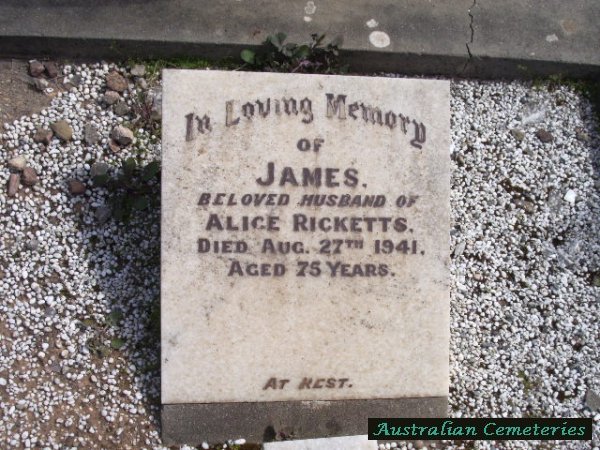 In Loving Memory
OF
JAMES.
BELOVED HUSBAND OF
ALICE RICKETTS.
DIED AUG. 27TH 1941.
AGED 75 YEARS.
AT REST.
Australian Cemeteries